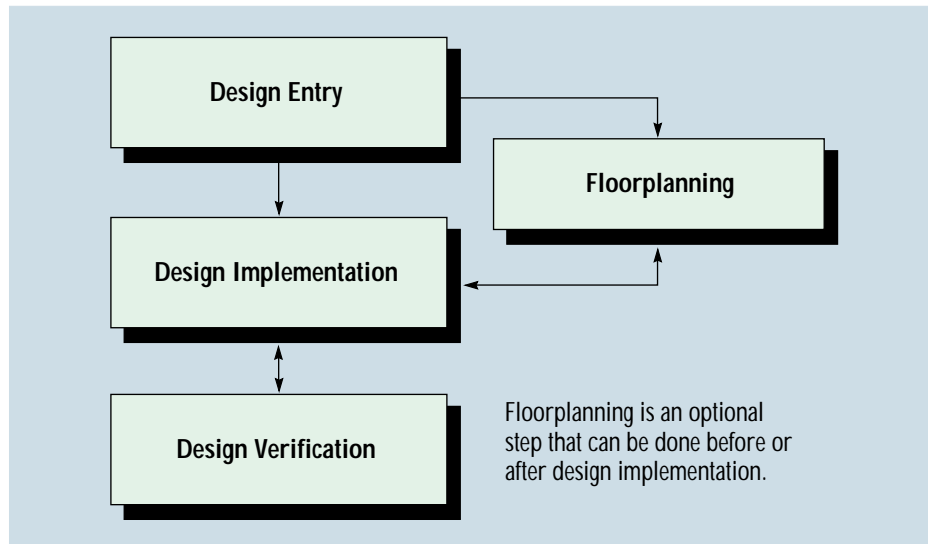 Design Entry
Floorplanning
Design Implementation
Design Verification
Floorplanning is an optional
step that can be done before or
after design implementation.